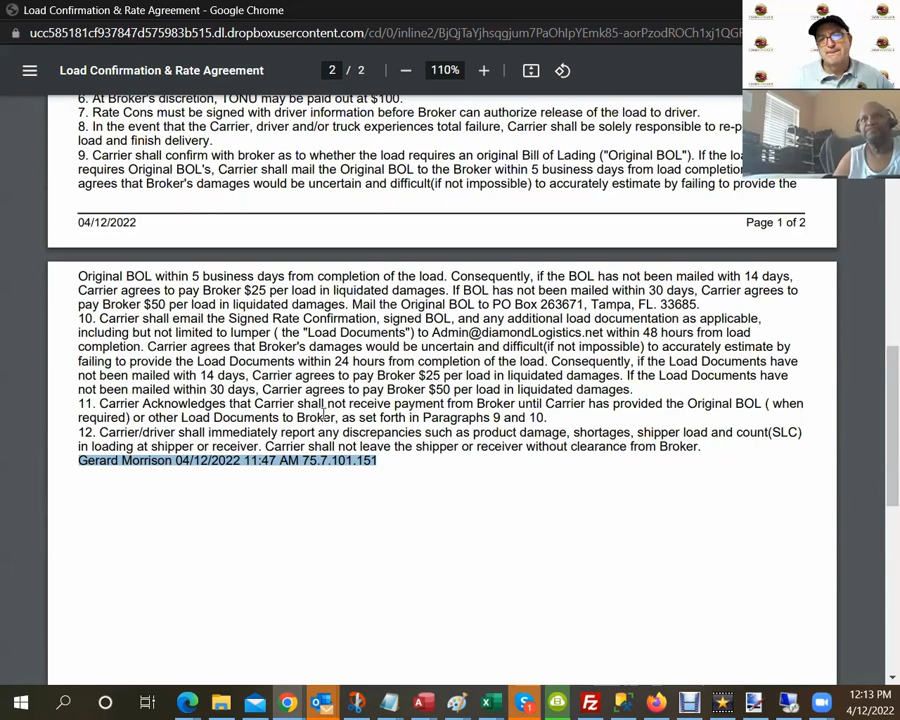 Load Confirmation & Rate Agreement - Google Chrome
ucc585181cf937847d575983b515.dl.dropboxusercontent.com/cd/0/inline2/BjQjTaYjhsqgjum7PaOhlpYEmk85-aorPzodROCh1xj1QGF
Load Confirmation & Rate Agreement
2 / 2
110%
6. At Broker's discretion, TONU may be paid out at $100.
7. Rate Cons must be signed with driver information before Broker can authorize release of the load to driver.
8. In the event that the Carrier, driver and/or truck experiences total failure, Carrier shall be solely responsible to re-p
load and finish delivery.
9. Carrier shall confirm with broker as to whether the load requires an original Bill of Lading ("Original BOL"). If the loa
requires Original BOL's, Carrier shall mail the Original BOL to the Broker within 5 business days from load completion
agrees that Broker's damages would be uncertain and difficult(if not impossible) to accurately estimate by failing to provide the
04/12/2022
Page 1 of 2
Original BOL within 5 business days from completion of the load. Consequently, if the BOL has not been mailed with 14 days,
Carrier agrees to pay Broker $25 per load in liquidated damages. If BOL has not been mailed within 30 days, Carrier agrees to
pay Broker $50 per load in liquidated damages. Mail the Original BOL to PO Box 263671, Tampa, FL. 33685.
10. Carrier shall email the Signed Rate Confirmation, signed BOL, and any additional load documentation as applicable,
including but not limited to lumper ( the "Load Documents") to Admin@diamondLogistics.net within 48 hours from load
completion. Carrier agrees that Broker's damages would be uncertain and difficult(if not impossible) to accurately estimate by
failing to provide the Load Documents within 24 hours from completion of the load. Consequently, if the Load Documents have
not been mailed with 14 days, Carrier agrees to pay Broker $25 per load in liquidated damages. If the Load Documents have
not been mailed within 30 days, Carrier agrees to pay Broker $50 per load in liquidated damages.
11. Carrier Acknowledges that Carrier shall not receive payment from Broker until Carrier has provided the Original BOL ( when
required) or other Load Documents to Broker, as set forth in Paragraphs 9 and 10.
12. Carrier/driver shall immediately report any discrepancies such as product damage, shortages, shipper load and count(SLC)
in loading at shipper or receiver. Carrier shall not leave the shipper or receiver without clearance from Broker.
Gerard Morrison 04/12/2022 11:47 AM 75.7.101.151
12:13 PM
4/12/2022